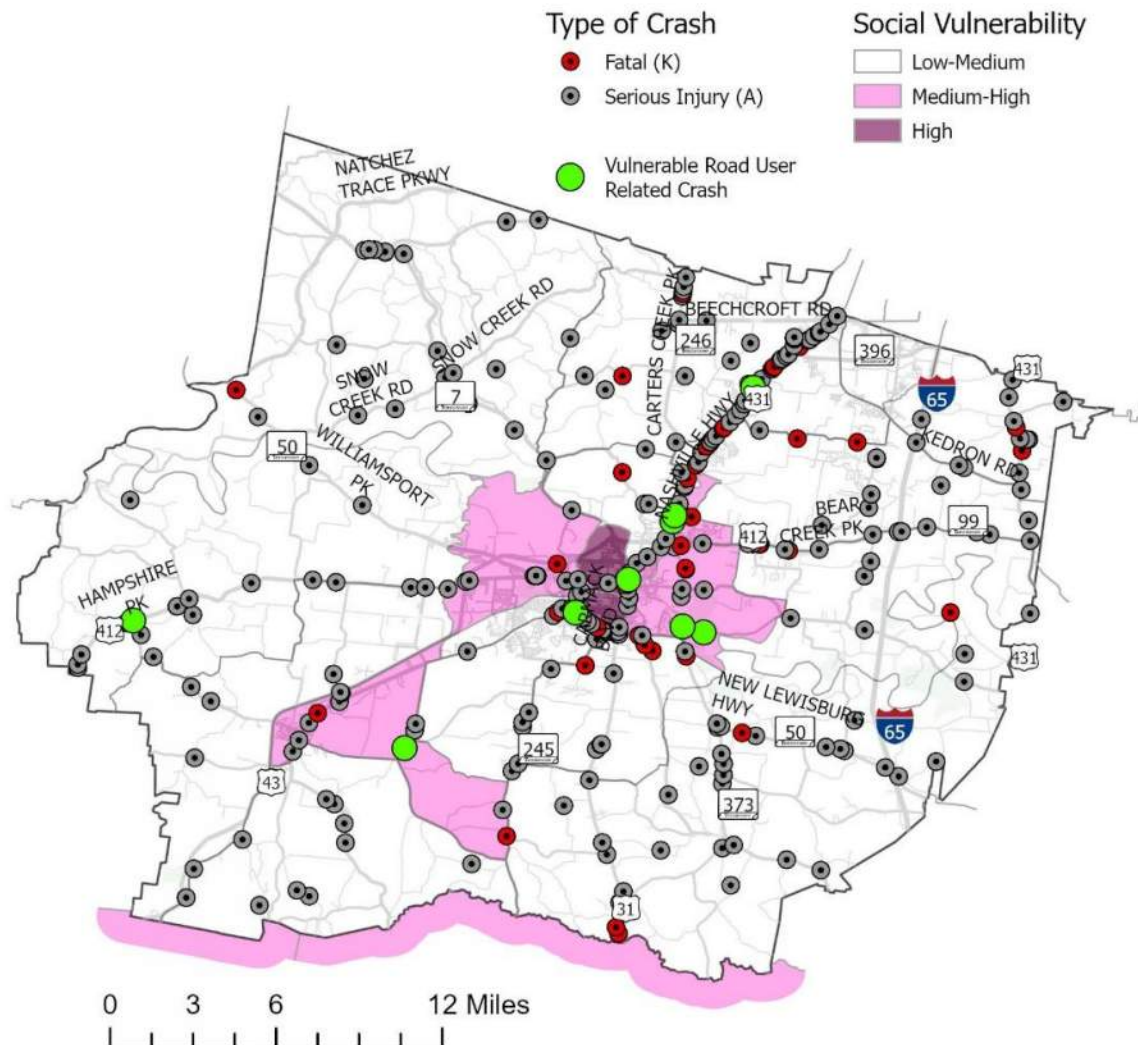 Type of Crash
Fatal (K)
Serious Injury (A)
Vulnerable Road User
Related Crash
Social Vulnerability
Low-Medium
Medium-High
High
NATCHEZ
TRACE PKWY
SNOW CREEK RD
SNOW
CREEK RD
7
50
WILLIAMSPORT
PK
CARTERS CREEK PK
BEECHCROFT RD
246
396
431
65
431
NASHVILLE HWY
KEDRON RD
BEAR
CREEK PK
412
99
HAMPSHIRE
PK
412
431
NEW LEWISBURG
HWY
50
65
245
43
373
31
0 3 6 12 Miles